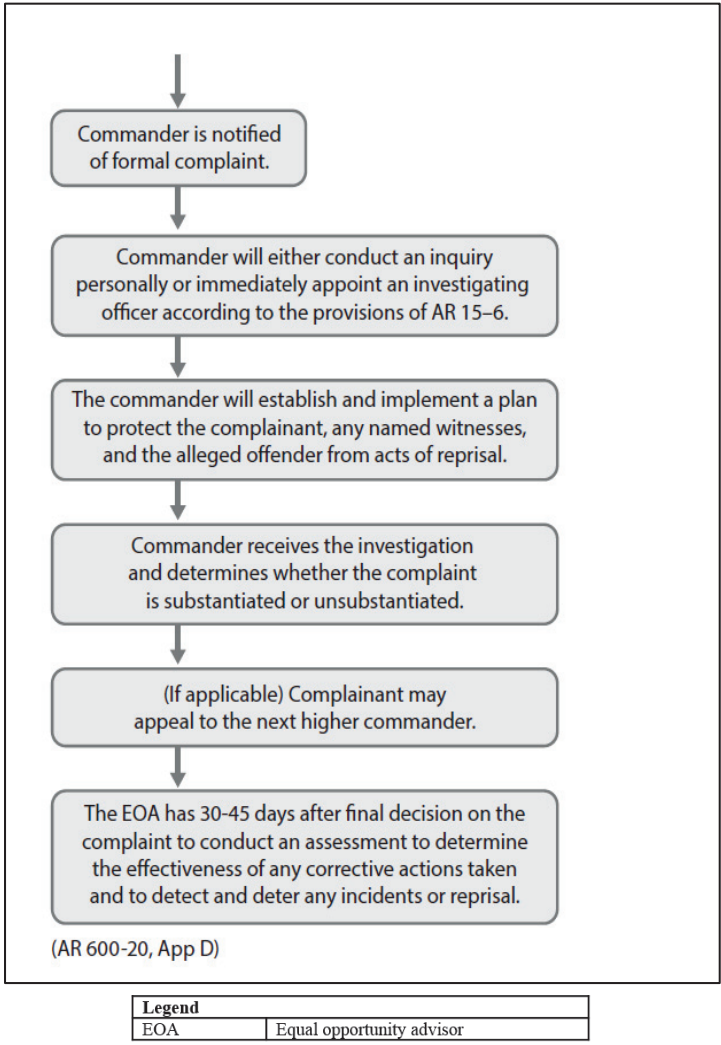 Commander is notified
of formal complaint.
Commander will either conduct an inquiry
personally or immediately appoint an investigating
officer according to the provisions of AR 15–6.
The commander will establish and implement a plan
to protect the complainant, any named witnesses,
and the alleged offender from acts of reprisal.
Commander receives the investigation
and determines whether the complaint
is substantiated or unsubstantiated.
(If applicable) Complainant may
appeal to the next higher commander.
The EOA has 30-45 days after final decision on the
complaint to conduct an assessment to determine
the effectiveness of any corrective actions taken
and to detect and deter any incidents or reprisal.
(AR 600-20, App D)
Legend
EOA Equal opportunity advisor